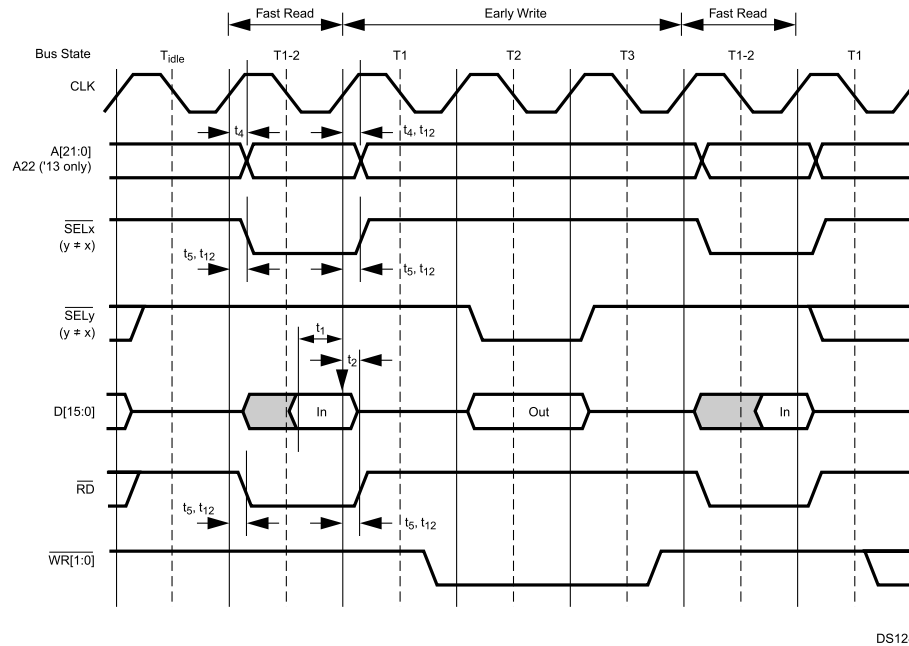 Fast Read Early Write Fast Read
Bus State T_idle T1-2 T1 T2 T3 T1-2 T1
CLK
t4 t4, t12
A[21:0]
A22 ('13 only)
SELx
(y ≠ x)
t5, t12 t5, t12
SELy
(y ≠ x)
t1
t2
D[15:0] In Out In
RD
t5, t12 t5, t12
WR[1:0]
DS12